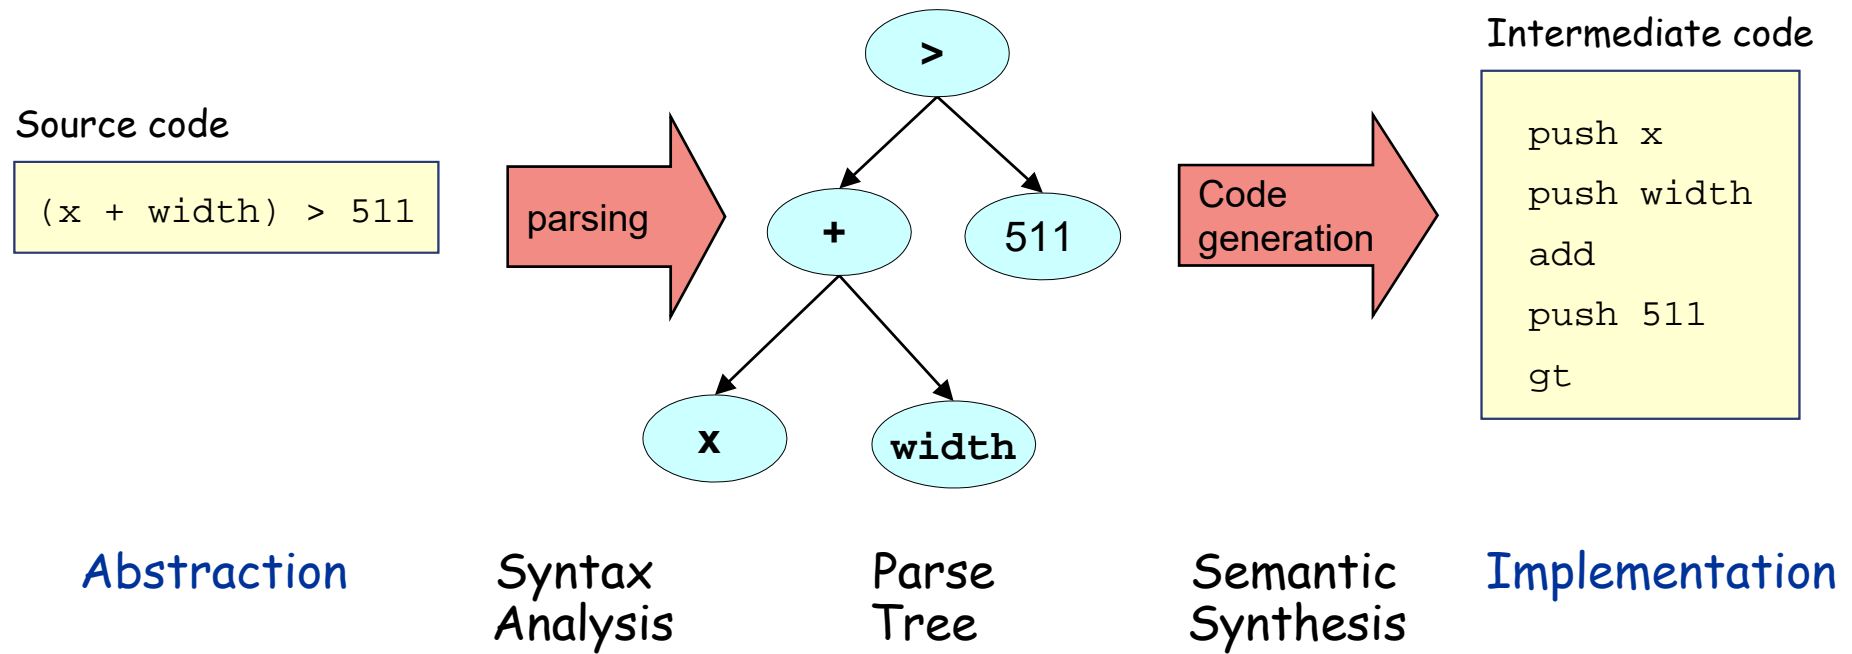 Source code
(x + width) > 511
parsing
>
+
511
x
width
Code
generation
Intermediate code
push x
push width
add
push 511
gt
Abstraction
Syntax
Analysis
Parse
Tree
Semantic
Synthesis
Implementation